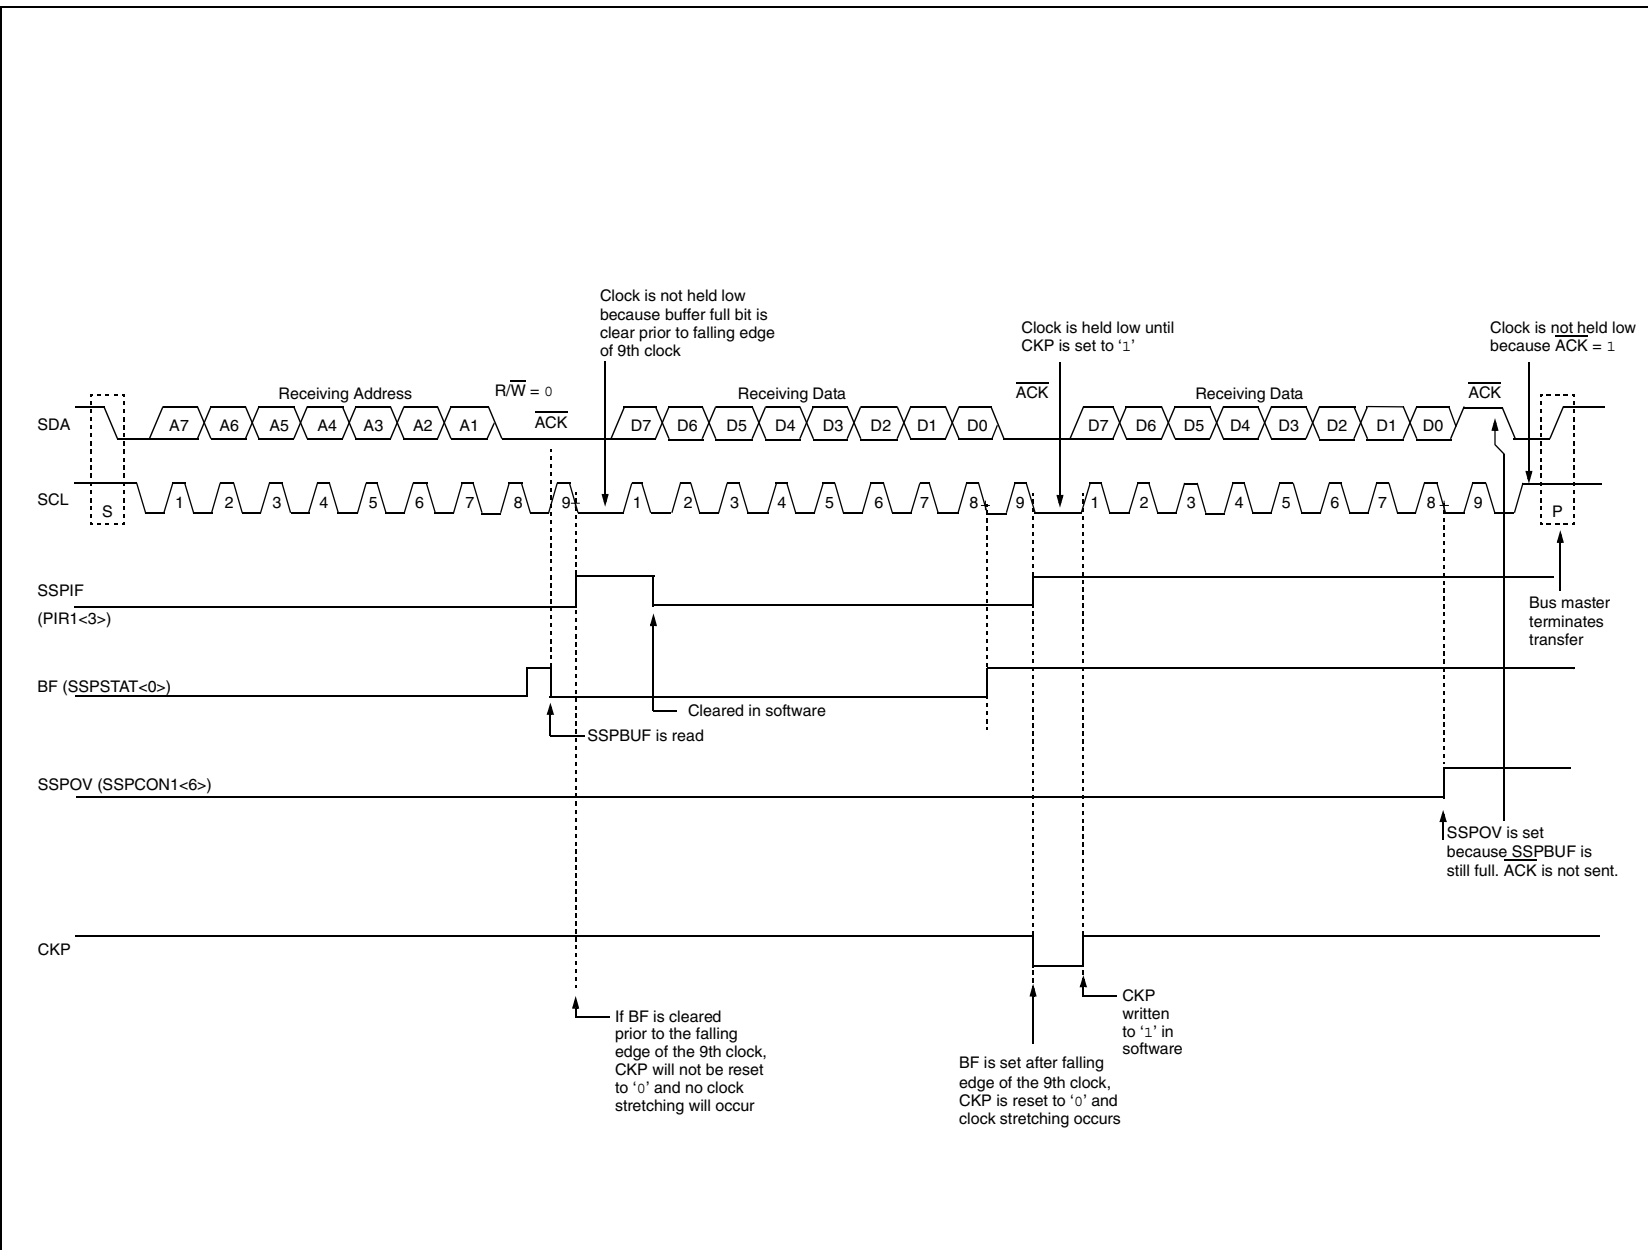 Clock is not held low
because buffer full bit is
clear prior to falling edge
of 9th clock
Clock is held low until
CKP is set to ‘1’
Clock is not held low
because ACK = 1
Receiving Address
R/W = 0
ACK
Receiving Data
ACK
Receiving Data
ACK
SDA
A7 A6 A5 A4 A3 A2 A1
D7 D6 D5 D4 D3 D2 D1 D0
D7 D6 D5 D4 D3 D2 D1 D0
SCL
S
1 2 3 4 5 6 7 8 9
1 2 3 4 5 6 7 8 9
1 2 3 4 5 6 7 8 9
P
SSPIF
(PIR1<3>)
Bus master
terminates
transfer
BF (SSPSTAT<0>)
Cleared in software
SSPBUF is read
SSPOV (SSPCON1<6>)
SSPOV is set
because SSPBUF is
still full. ACK is not sent.
CKP
If BF is cleared
prior to the falling
edge of the 9th clock,
CKP will not be reset
to ‘0’ and no clock
stretching will occur
BF is set after falling
edge of the 9th clock,
CKP is reset to ‘0’ and
clock stretching occurs
CKP
written
to ‘1’ in
software